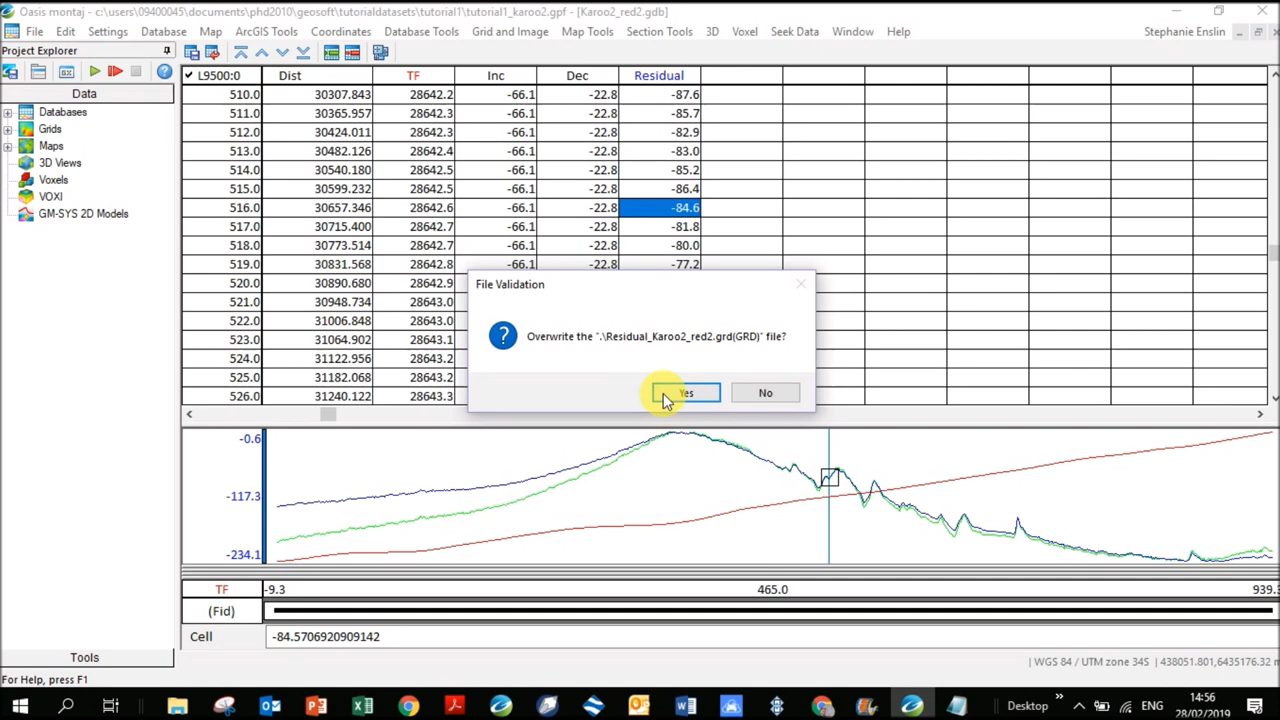 Oasis montaj - c:\users\09400045\documents\phd2010\geosoft\tutorialdatasets\tutorial1\tutorial1_karoo2.gpf - [Karoo2_red2.gdb]
File Edit Settings Database Map ArcGIS Tools Coordinates Database Tools Grid and Image Map Tools Section Tools 3D Voxel Seek Data Window Help Stephanie Enslin
Project Explorer
Data
Databases
Grids
Maps
3D Views
Voxels
VOXI
GM-SYS 2D Models
Tools
L9500:0 Dist TF Inc Dec Residual
510.0 30307.843 28642.2 -66.1 -22.8 -87.6
511.0 30365.957 28642.3 -66.1 -22.8 -85.7
512.0 30424.011 28642.3 -66.1 -22.8 -82.9
513.0 30482.126 28642.4 -66.1 -22.8 -83.0
514.0 30540.180 28642.5 -66.1 -22.8 -85.2
515.0 30599.232 28642.5 -66.1 -22.8 -86.4
516.0 30657.346 28642.6 -66.1 -22.8 -84.6
517.0 30715.400 28642.7 -66.1 -22.8 -81.8
518.0 30773.514 28642.7 -66.1 -22.8 -80.0
519.0 30831.568 28642.8 -66.1 -22.8 -77.2
520.0 30890.680 28642.9
521.0 30948.734 28643.0
522.0 31006.848 28643.0
523.0 31064.902 28643.1
524.0 31122.956 28643.2
525.0 31182.068 28643.2
526.0 31240.122 28643.3
File Validation
Overwrite the ".\Residual_Karoo2_red2.grd(GRD)" file?
Yes No
-0.6
-117.3
-234.1
TF -9.3 465.0 939.
(Fid)
Cell -84.5706920909142
WGS 84 / UTM zone 34S | 438051.801,6435176.32 m
For Help, press F1
Desktop ENG 14:56
28/02/2019